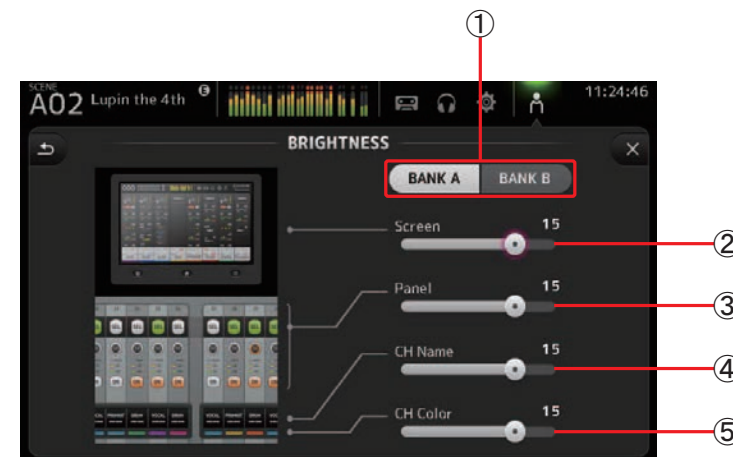 ①
SCENE
A02 Lupin the 4th E
11:24:46
BRIGHTNESS
BANK A BANK B
Screen 15
②
Panel 15
③
CH Name 15
④
CH Color 15
⑤